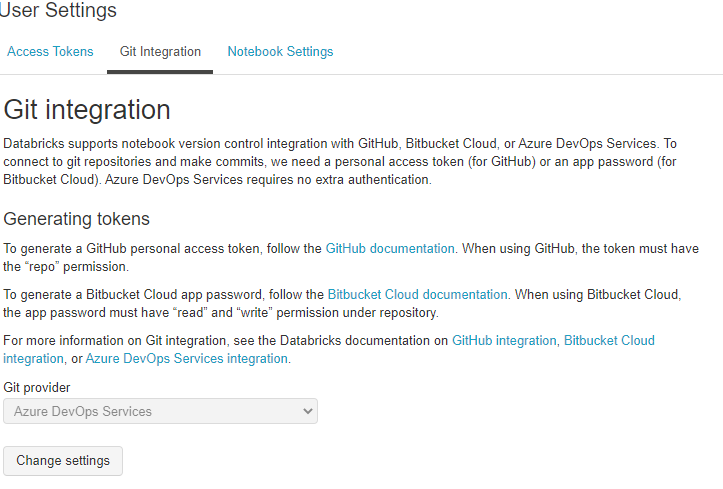 User Settings
Access Tokens Git Integration Notebook Settings
Git integration
Databricks supports notebook version control integration with GitHub, Bitbucket Cloud, or Azure DevOps Services. To
connect to git repositories and make commits, we need a personal access token (for GitHub) or an app password (for
Bitbucket Cloud). Azure DevOps Services requires no extra authentication.
Generating tokens
To generate a GitHub personal access token, follow the GitHub documentation. When using GitHub, the token must have
the “repo” permission.
To generate a Bitbucket Cloud app password, follow the Bitbucket Cloud documentation. When using Bitbucket Cloud,
the app password must have “read” and “write” permission under repository.
For more information on Git integration, see the Databricks documentation on GitHub integration, Bitbucket Cloud
integration, or Azure DevOps Services integration.
Git provider
Azure DevOps Services
Change settings